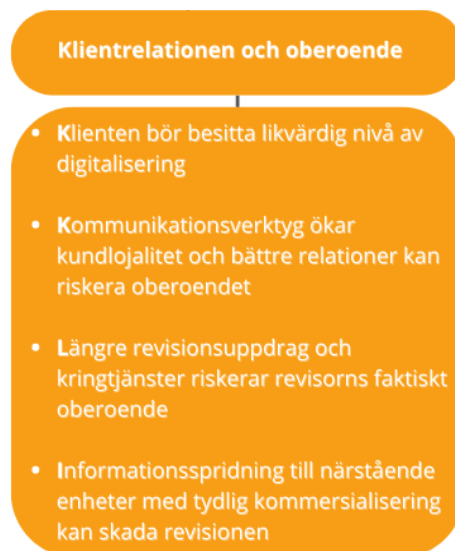 Klientrelationen och oberoende
• Klienten bör besitta likvärdig nivå av
digitalisering
• Kommunikationsverktyg ökar
kundlojalitet och bättre relationer kan
riskera oberoendet
• Längre revisionsuppdrag och
kringtjänster riskerar revisorns faktiskt
oberoende
• Informationsspridning till närstående
enheter med tydlig kommersialisering
kan skada revisionen